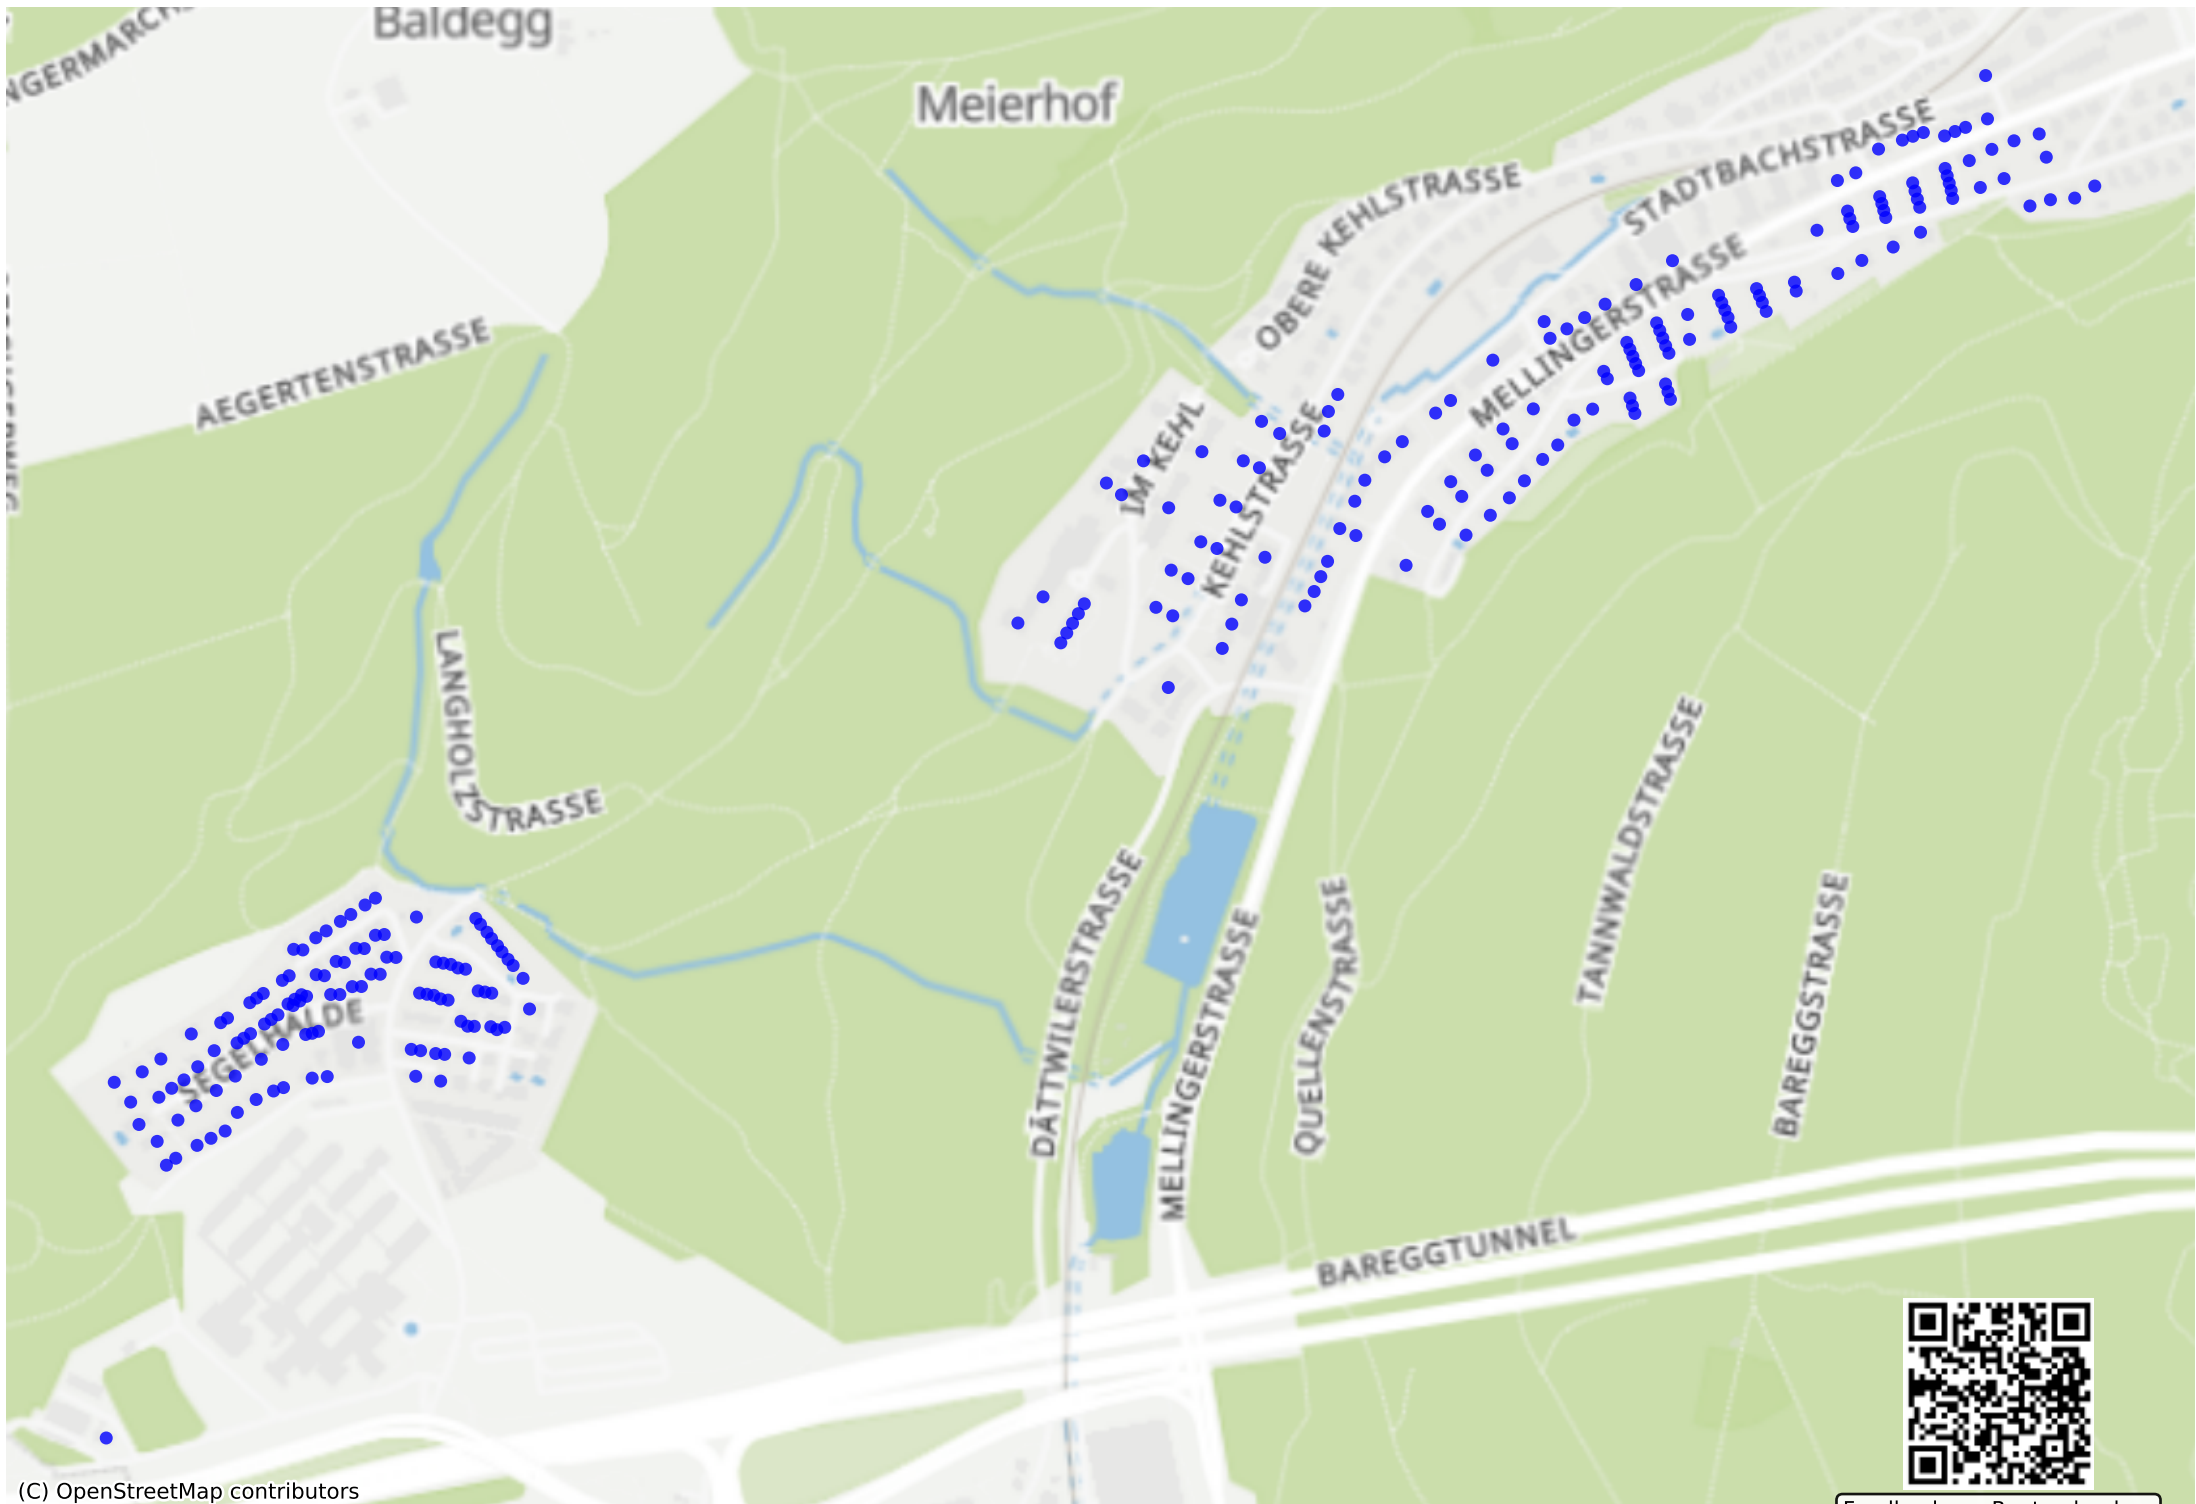 Baldegg
Meierhof
STADTBACHSTRASSE
OBERE KEHLSTRASSE
MELLINGERSTRASSE
AEGERTENSTRASSE
IM KEHL
KEHLSTRASSE
LANGHOLZSTRASSE
TANNWALDSTRASSE
DÄTTWILERSTRASSE
MELLINGERSTRASSE
QUELLENSTRASSE
BAREGGSTRASSE
SEGELHALDE
BAREGGTUNNEL
(C) OpenStreetMap contributors